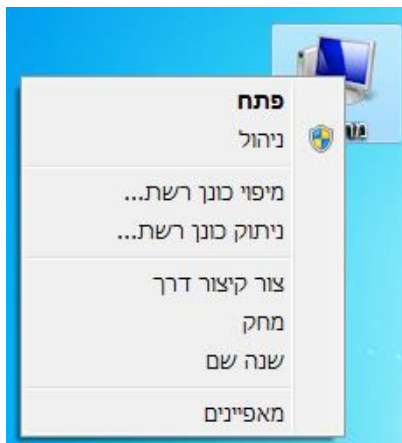 פתח
ניהול
מיפוי כונן רשת...
ניתוק כונן רשת...
צור קיצור דרך
מחק
שנה שם
מאפיינים